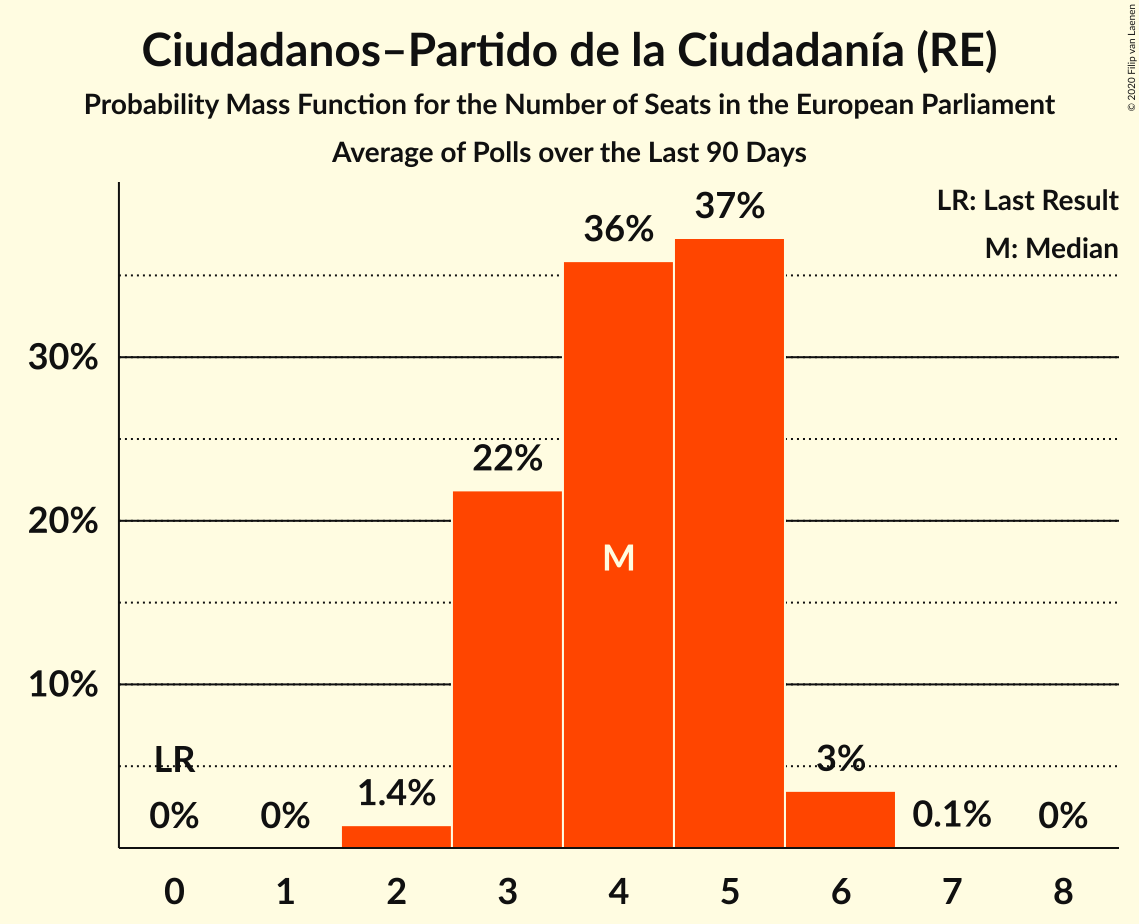 Ciudadanos–Partido de la Ciudadanía (RE)
Probability Mass Function for the Number of Seats in the European Parliament
Average of Polls over the Last 90 Days
© 2020 Filip van Laenen
LR: Last Result
M: Median
37%
36%
30%
22%
20%
M
10%
LR
3%
1.4%
0%
0%
0.1%
0%
0 1 2 3 4 5 6 7 8